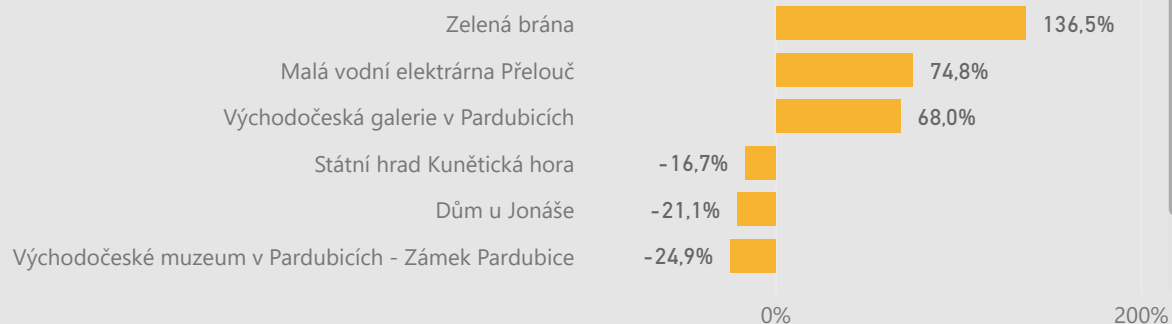 Zelená brána 136,5%
Malá vodní elektrárna Přelouč 74,8%
Východočeská galerie v Pardubicích 68,0%
Státní hrad Kunětická hora -16,7%
Dům u Jonáše -21,1%
Východočeské muzeum v Pardubicích - Zámek Pardubice -24,9%
0% 200%